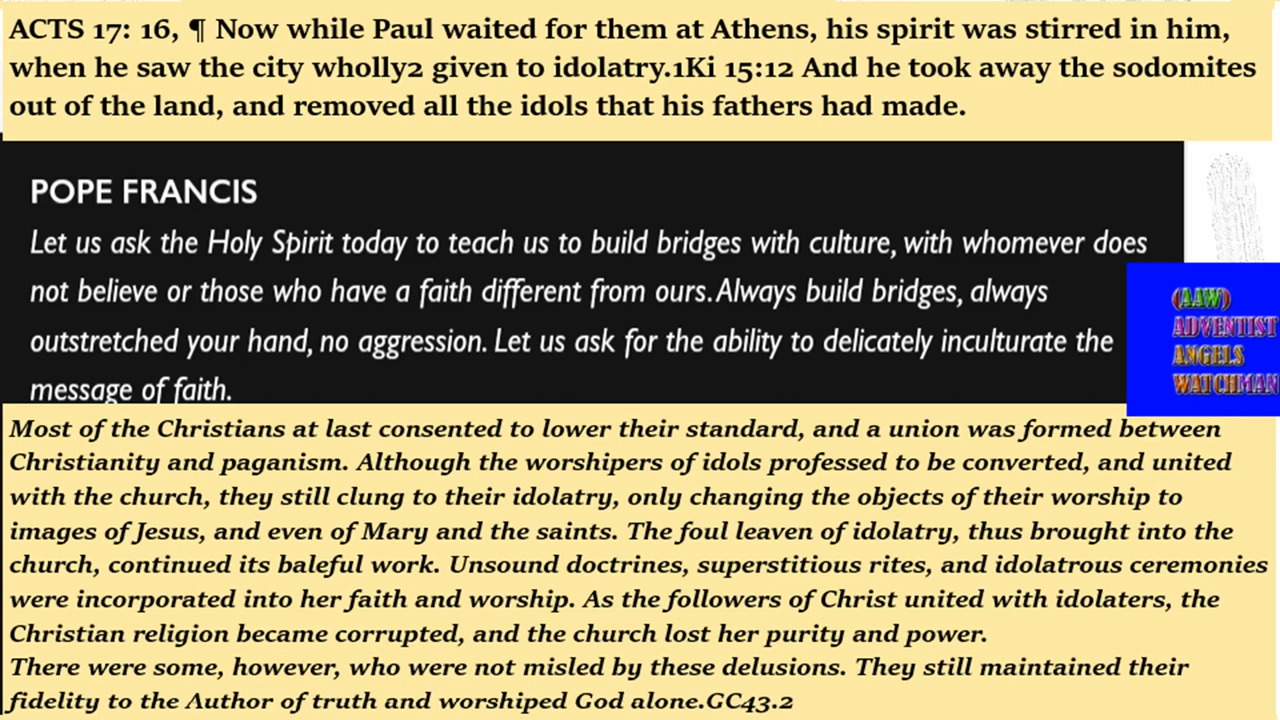 ACTS 17: 16, ¶ Now while Paul waited for them at Athens, his spirit was stirred in him,
when he saw the city wholly2 given to idolatry.1Ki 15:12 And he took away the sodomites
out of the land, and removed all the idols that his fathers had made.
POPE FRANCIS
Let us ask the Holy Spirit today to teach us to build bridges with culture, with whomever does
not believe or those who have a faith different from ours. Always build bridges, always
outstretched your hand, no aggression. Let us ask for the ability to delicately inculturate the
message of faith.
(AAW)
ADVENTIST
ANGELS
WATCHMAN
Most of the Christians at last consented to lower their standard, and a union was formed between
Christianity and paganism. Although the worshipers of idols professed to be converted, and united
with the church, they still clung to their idolatry, only changing the objects of their worship to
images of Jesus, and even of Mary and the saints. The foul leaven of idolatry, thus brought into the
church, continued its baleful work. Unsound doctrines, superstitious rites, and idolatrous ceremonies
were incorporated into her faith and worship. As the followers of Christ united with idolaters, the
Christian religion became corrupted, and the church lost her purity and power.
There were some, however, who were not misled by these delusions. They still maintained their
fidelity to the Author of truth and worshiped God alone.GC43.2